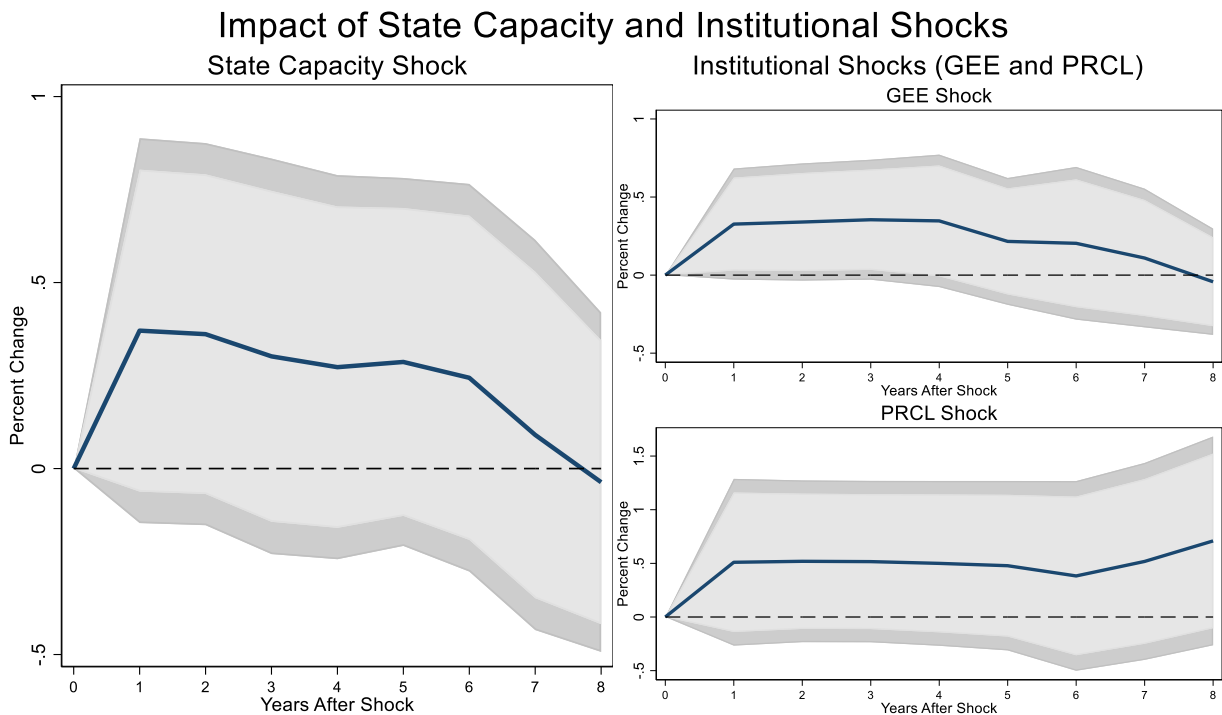 Impact of State Capacity and Institutional Shocks
State Capacity Shock
Percent Change
1
.5
0
-.5
0 1 2 3 4 5 6 7 8
Years After Shock
Institutional Shocks (GEE and PRCL)
GEE Shock
Percent Change
1
.5
0
-.5
0 1 2 3 4 5 6 7 8
Years After Shock
PRCL Shock
Percent Change
1.5
1
.5
0
-.5
0 1 2 3 4 5 6 7 8
Years After Shock